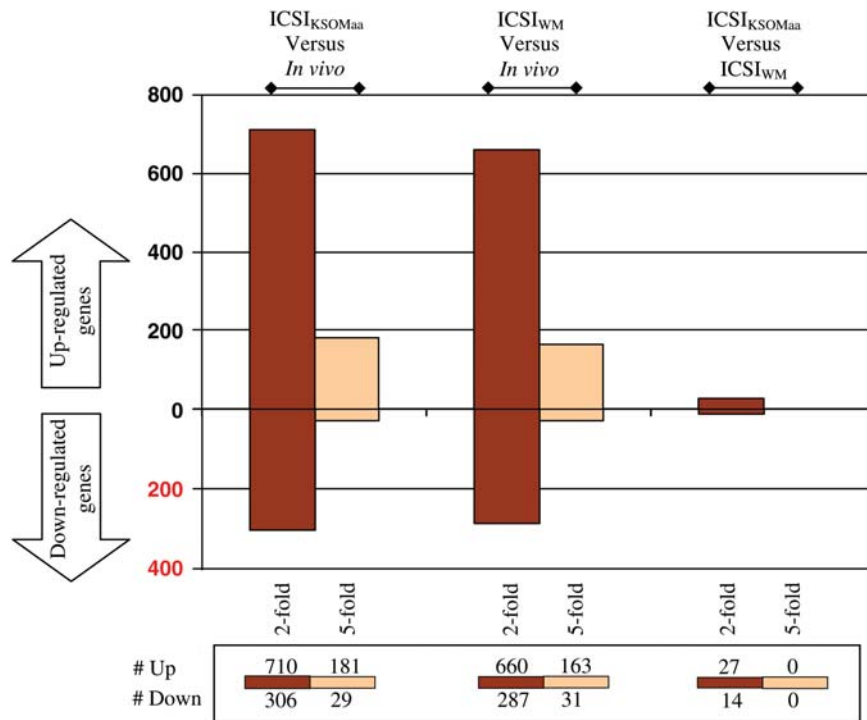 ICSIKSOMaa
Versus
In vivo
ICSIWM
Versus
In vivo
ICSIKSOMaa
Versus
ICSIWM
800
600
400
200
0
200
400
Up-regulated
genes
Down-regulated
genes
2-fold
5-fold
2-fold
5-fold
2-fold
5-fold
# Up 710 181 660 163 27 0
# Down 306 29 287 31 14 0